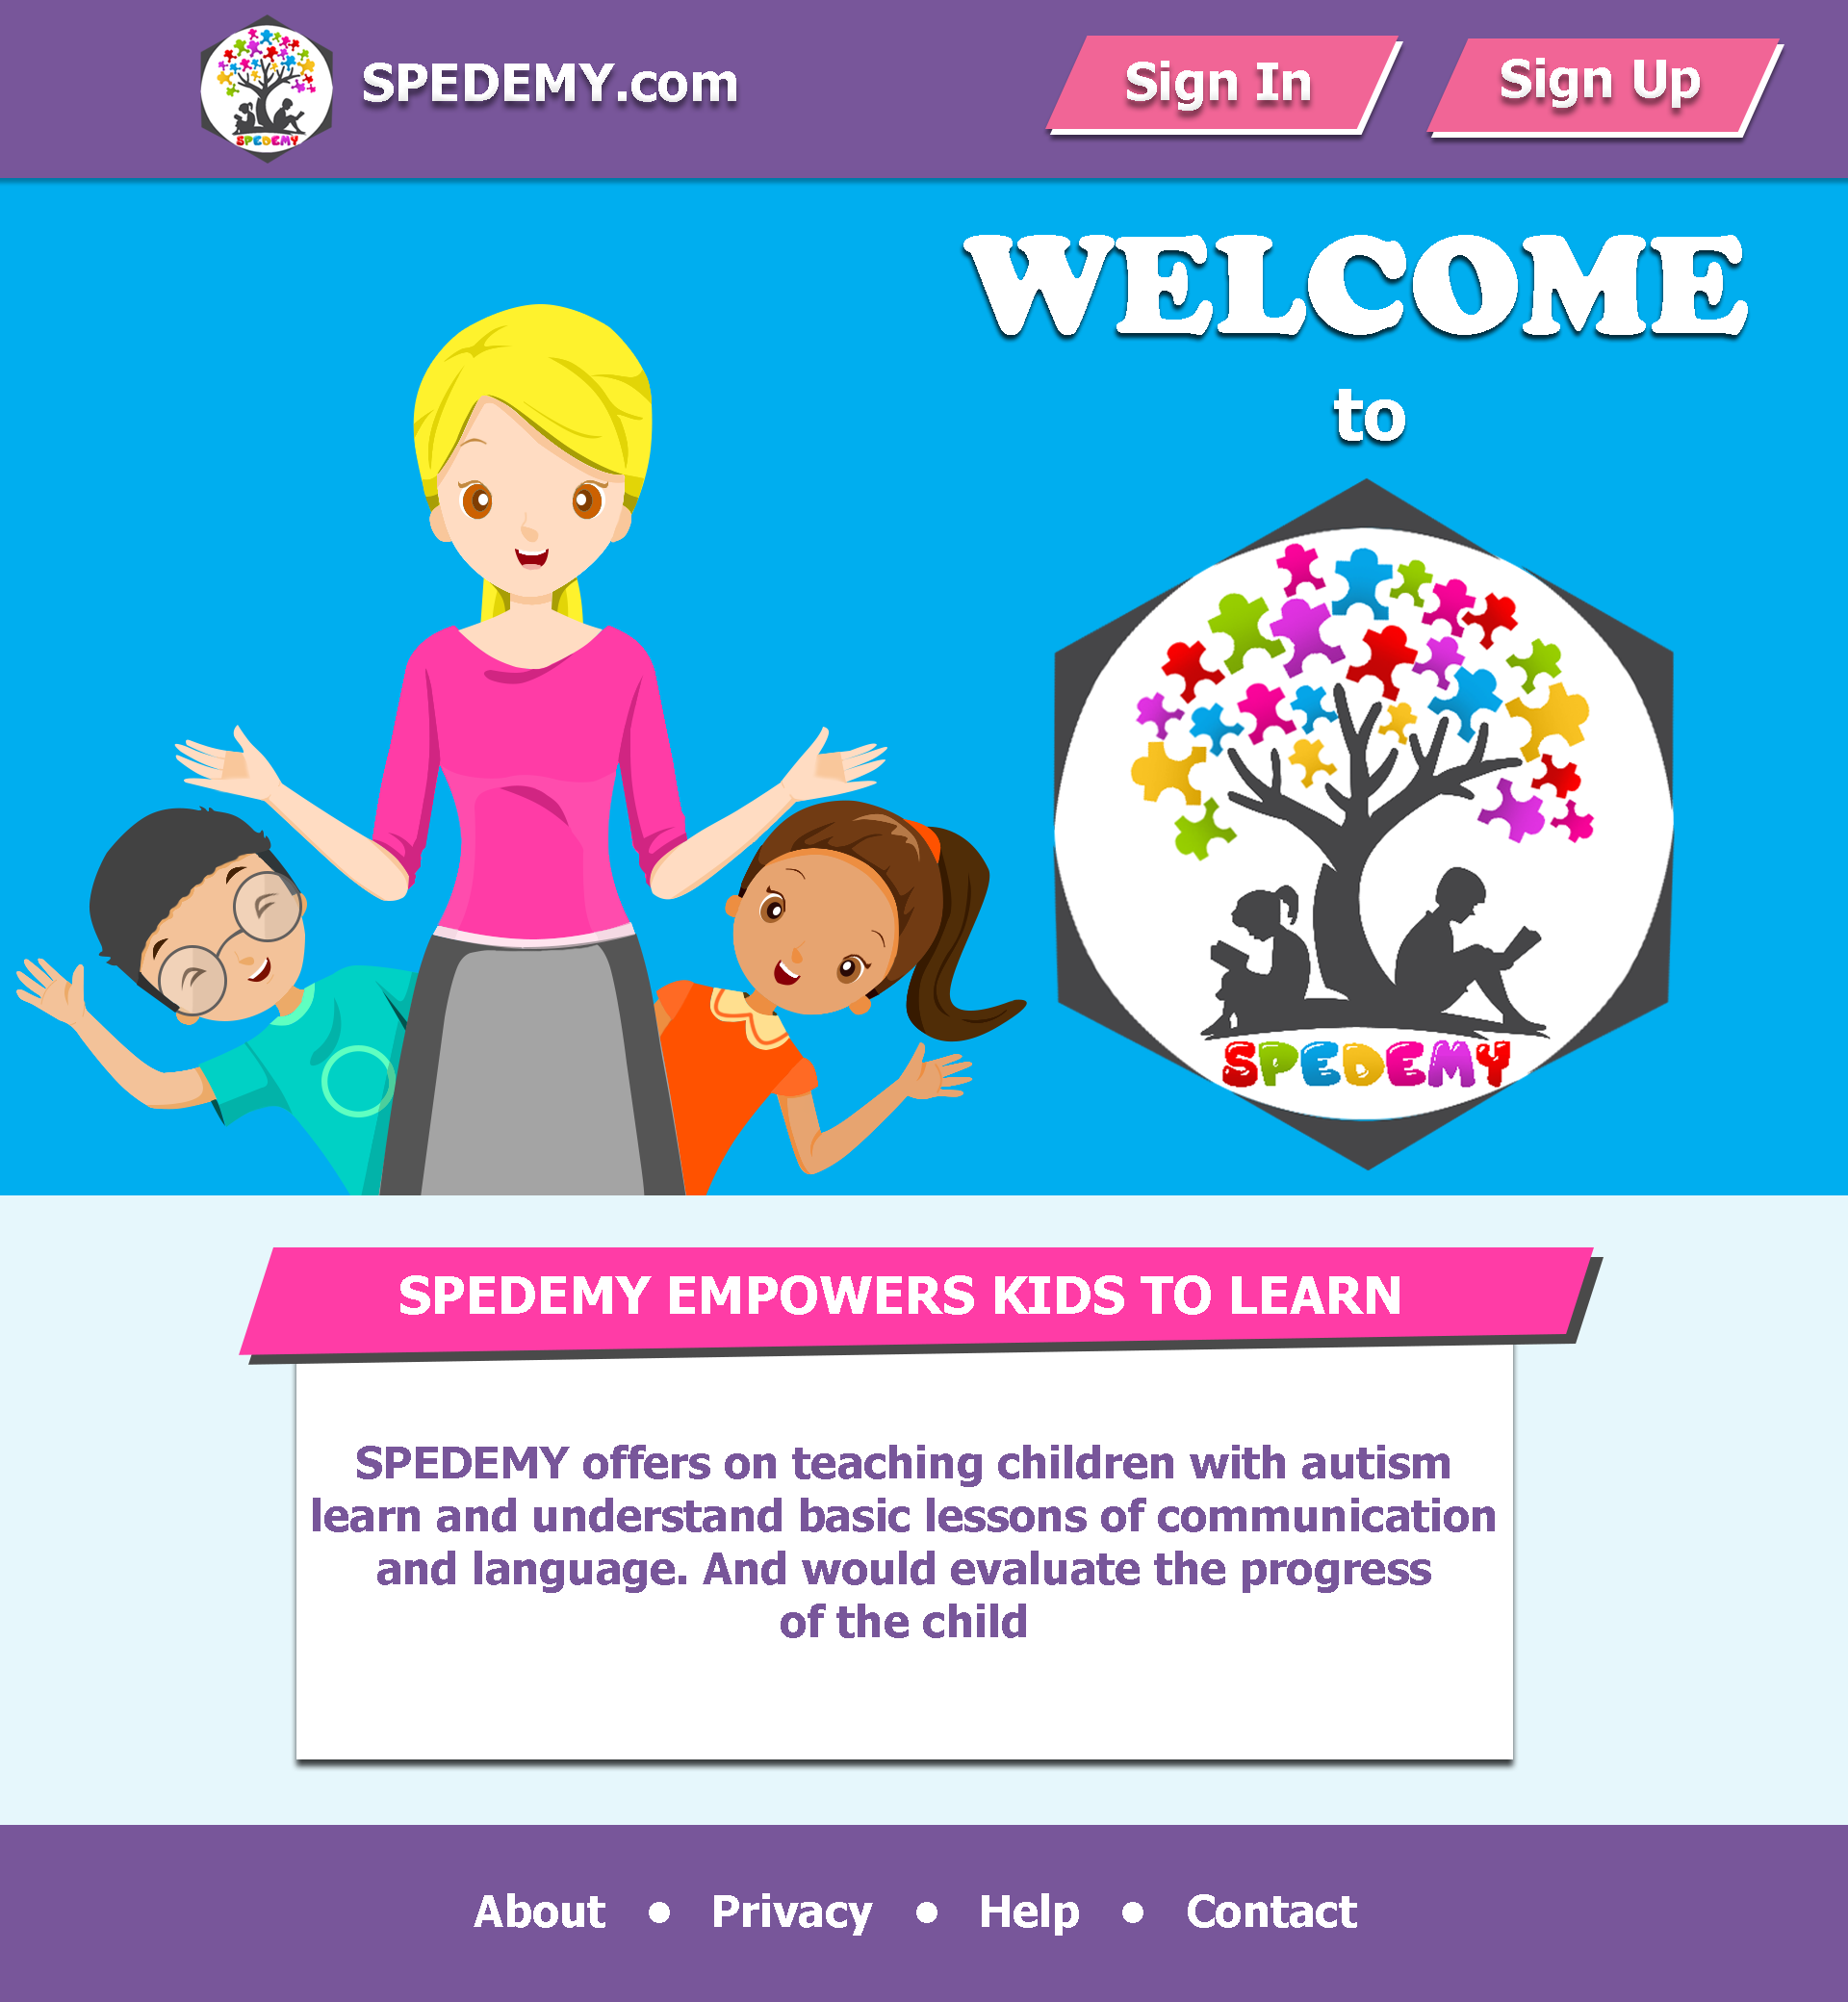 SPEDEMY
SPEDEMY.com
Sign In
Sign Up
WELCOME
to
SPEDEMY
SPEDEMY EMPOWERS KIDS TO LEARN
SPEDEMY offers on teaching children with autism
learn and understand basic lessons of communication
and language. And would evaluate the progress
of the child
About • Privacy • Help • Contact